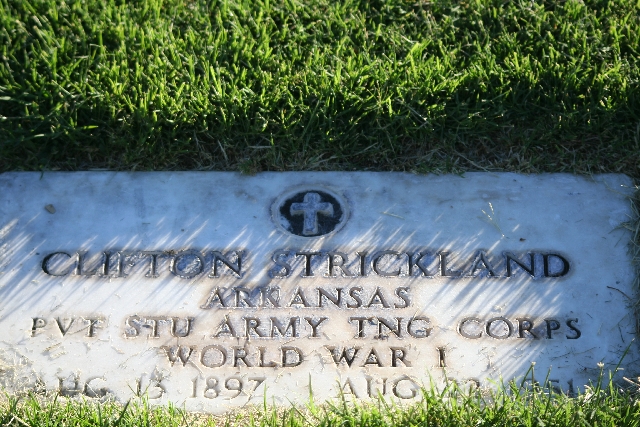 CLIFTON STRICKLAND
ARKANSAS
PVT STU ARMY TNG CORPS
WORLD WAR I
AUG 13 1897 AUG